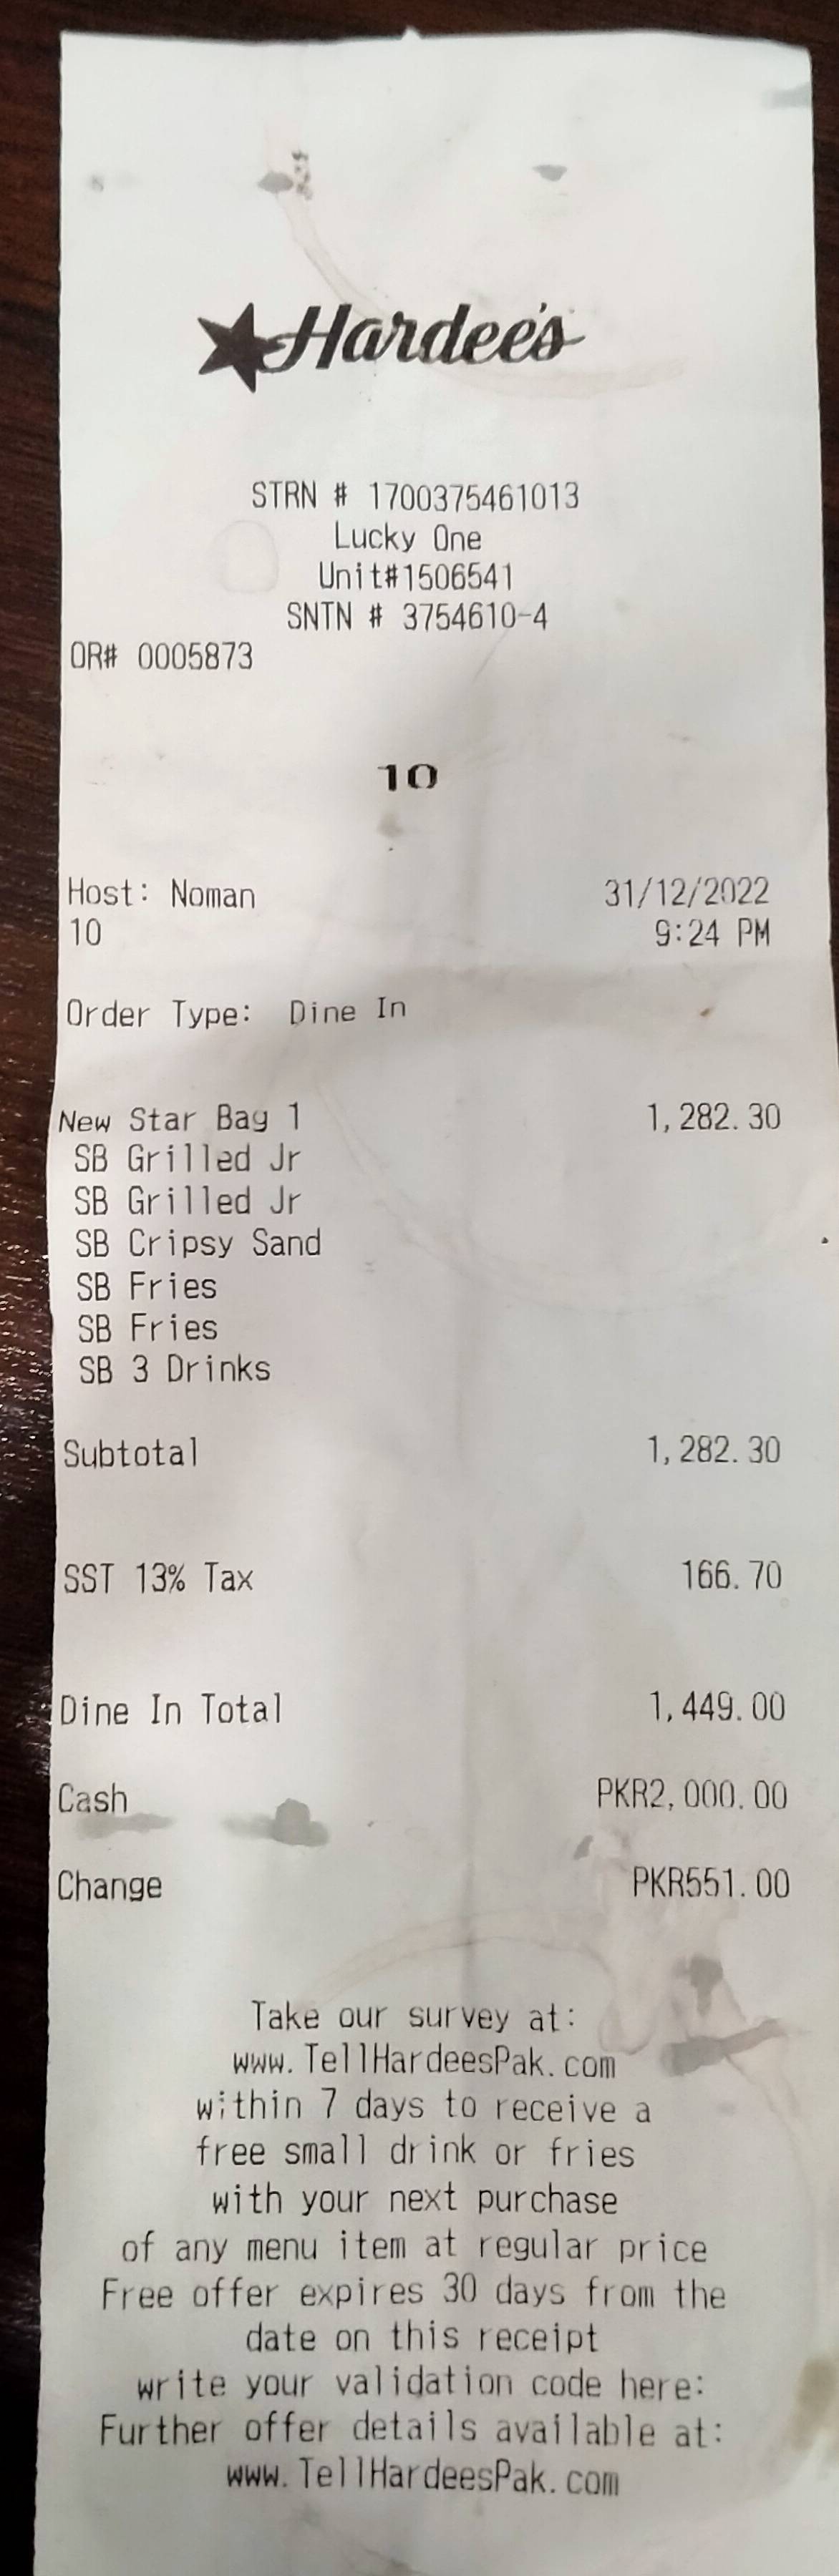 Hardee's
STRN # 1700375461013
Lucky One
Unit#1506541
SNTN # 3754610-4
OR# 0005873
10
Host: Noman 31/12/2022
10 9:24 PM
Order Type: Dine In
New Star Bag 1 1,282.30
SB Grilled Jr
SB Grilled Jr
SB Cripsy Sand
SB Fries
SB Fries
SB 3 Drinks
Subtotal 1,282.30
SST 13% Tax 166.70
Dine In Total 1,449.00
Cash PKR2,000.00
Change PKR551.00
Take our survey at:
www.TellHardeesPak.com
within 7 days to receive a
free small drink or fries
with your next purchase
of any menu item at regular price
Free offer expires 30 days from the
date on this receipt
write your validation code here:
Further offer details available at:
www.TellHardeesPak.com